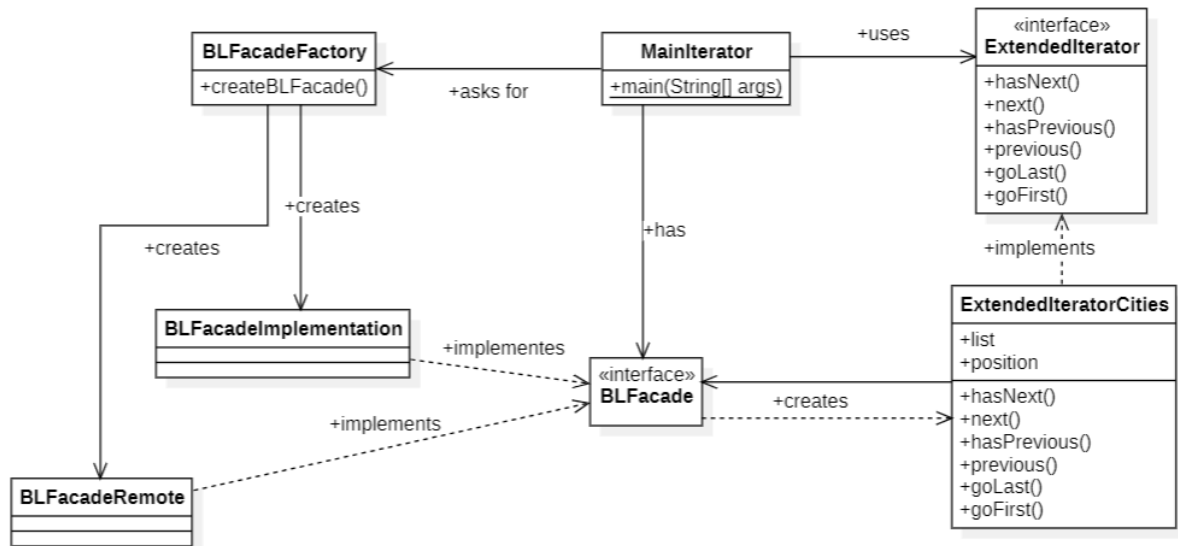 BLFacadeFactory
+createBLFacade()
+asks for
MainIterator
+main(String[] args)
+uses
«interface»
ExtendedIterator
+hasNext()
+next()
+hasPrevious()
+previous()
+goLast()
+goFirst()
+creates
+creates
+has
+implements
BLFacadeImplementation
+implementes
«interface»
BLFacade
+creates
ExtendedIteratorCities
+list
+position
+hasNext()
+next()
+hasPrevious()
+previous()
+goLast()
+goFirst()
+implements
BLFacadeRemote